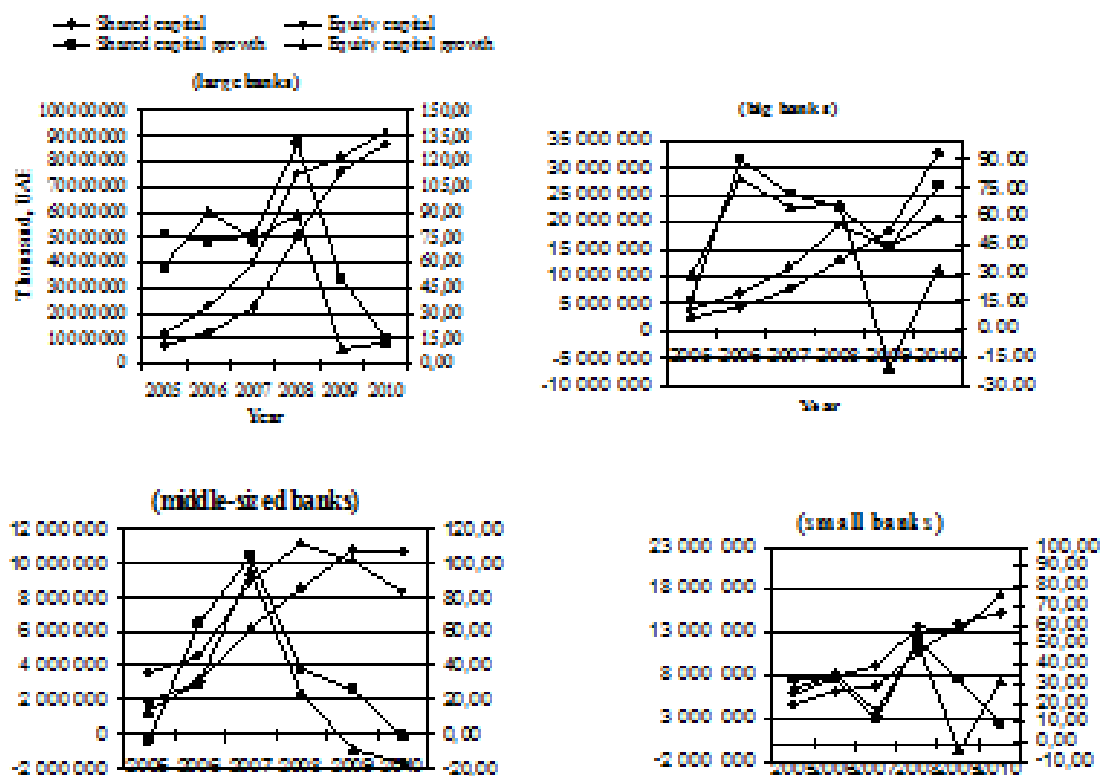 Shared capital
Equity capital
Shared capital growth
Equity capital growth
(large banks)
100 000 000
90 000 000
80 000 000
70 000 000
60 000 000
50 000 000
40 000 000
30 000 000
20 000 000
10 000 000
0
150,00
135,00
120,00
105,00
90,00
75,00
60,00
45,00
30,00
15,00
0,00
2005 2006 2007 2008 2009 2010
Year
(big banks)
35 000 000
30 000 000
25 000 000
20 000 000
15 000 000
10 000 000
5 000 000
0
-5 000 000
-10 000 000
90.00
75.00
60.00
45.00
30.00
15.00
0.00
-15.00
-30.00
2005 2006 2007 2008 2009 2010
Year
(middle-sized banks)
12 000 000
10 000 000
8 000 000
6 000 000
4 000 000
2 000 000
0
-2 000 000
120,00
100,00
80,00
60,00
40,00
20,00
0,00
-20,00
(small banks)
23 000 000
18 000 000
13 000 000
8 000 000
3 000 000
-2 000 000
100,00
90,00
80,00
70,00
60,00
50,00
40,00
30,00
20,00
10,00
0,00
-10,00